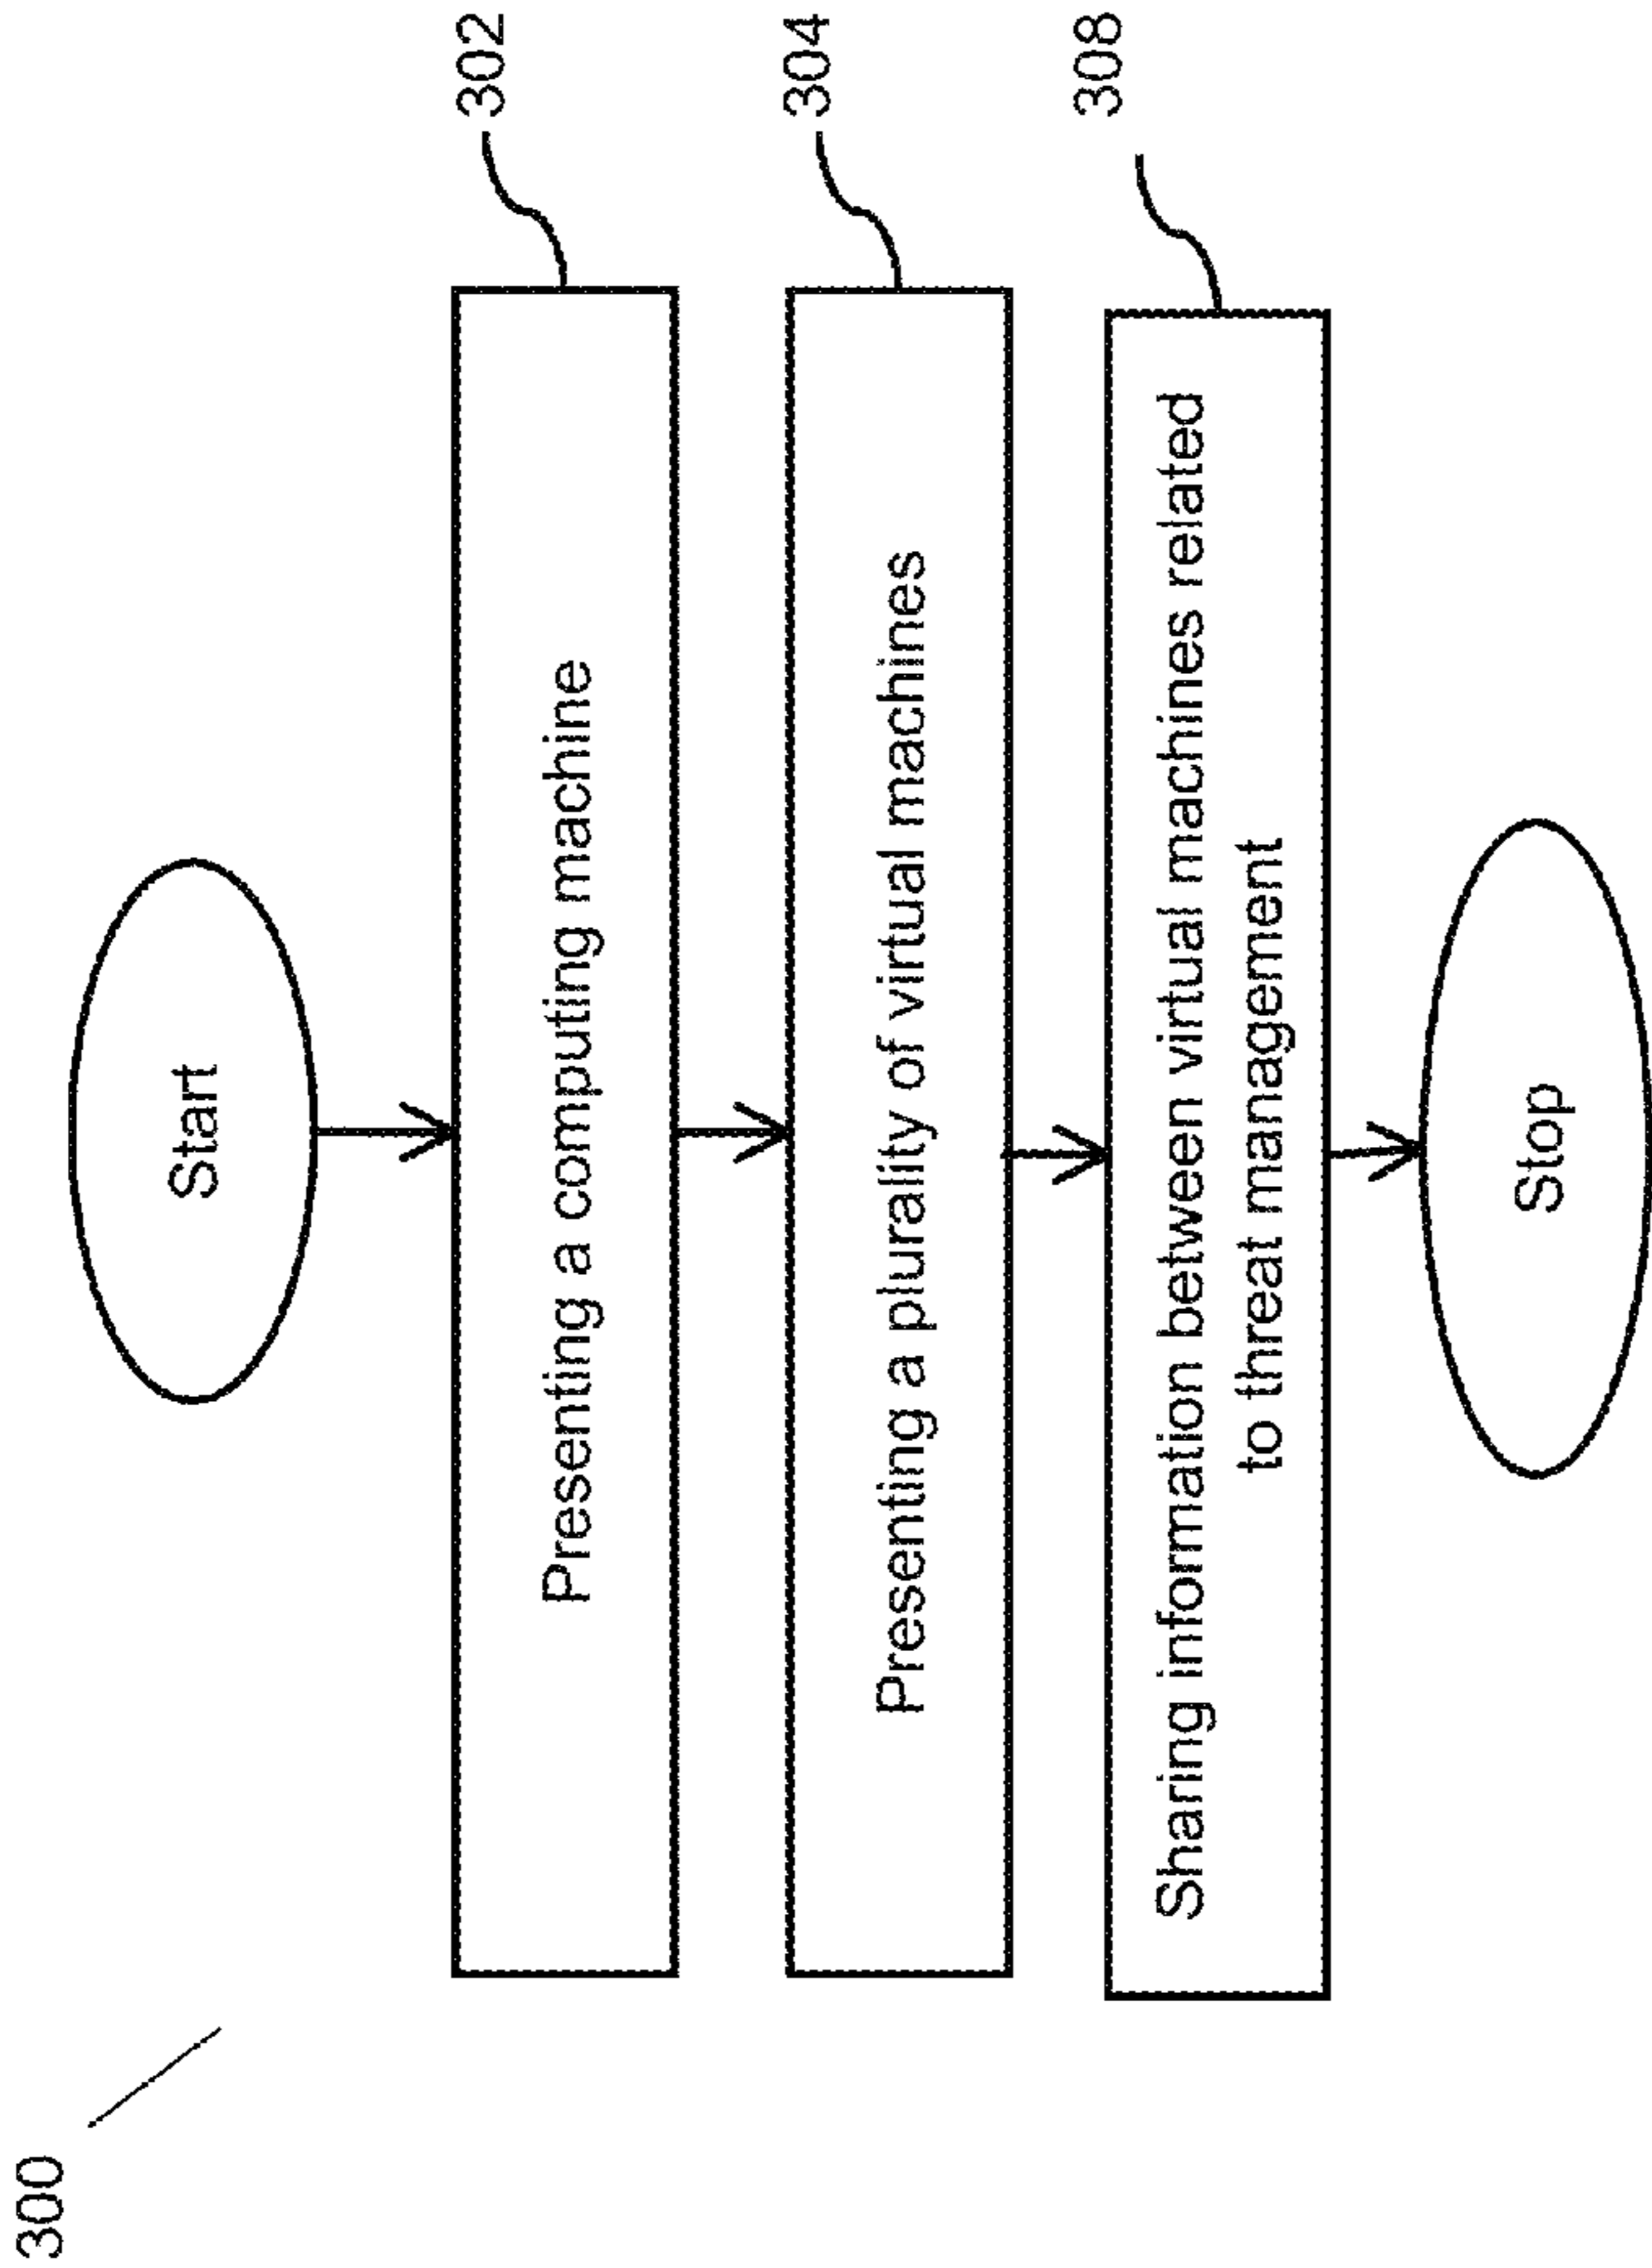 300
Start
Presenting a computing machine
302
Presenting a plurality of virtual machines
304
Sharing information between virtual machines related
to threat management
308
Stop